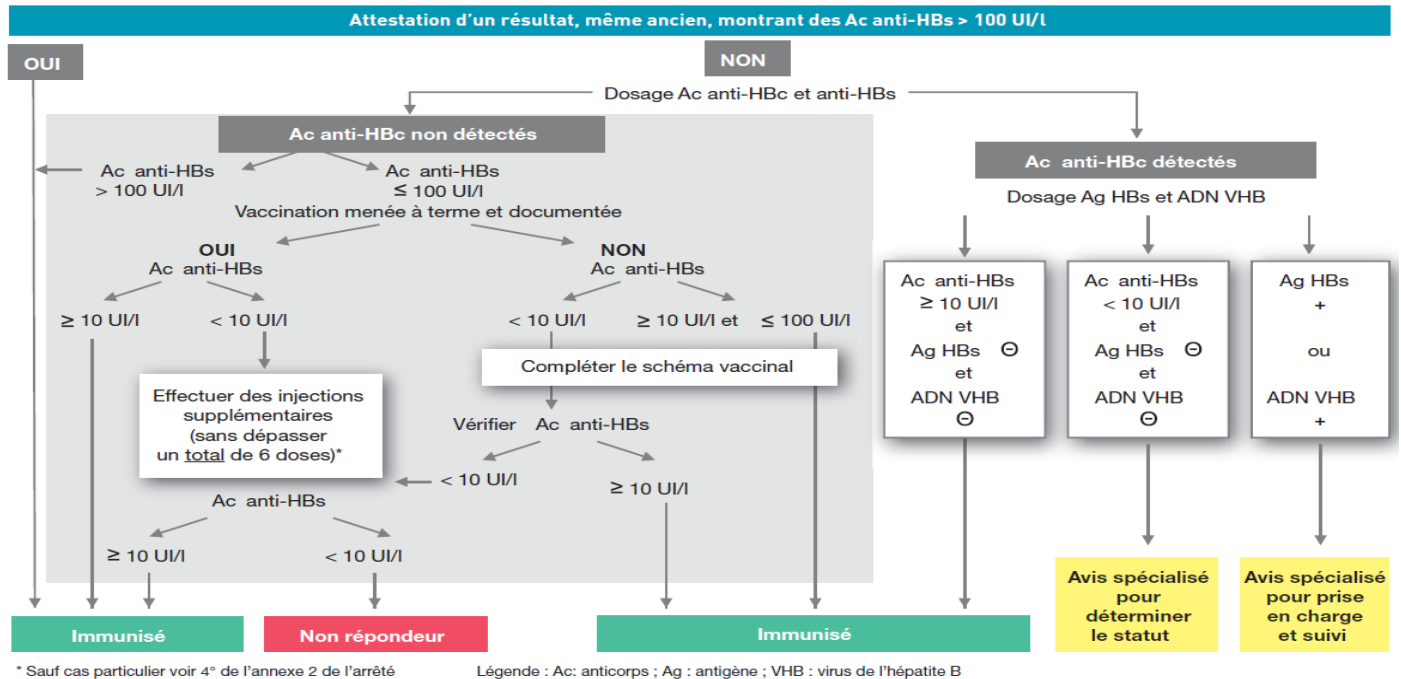 Attestation d'un résultat, même ancien, montrant des Ac anti-HBs > 100 UI/l
OUI
NON
Dosage Ac anti-HBc et anti-HBs
Ac anti-HBc non détectés
Ac anti-HBs
> 100 UI/l
Ac anti-HBs
≤ 100 UI/l
Vaccination menée à terme et documentée
OUI
Ac anti-HBs
≥ 10 UI/l
< 10 UI/l
Effectuer des injections
supplémentaires
(sans dépasser
un total de 6 doses)*
Ac anti-HBs
≥ 10 UI/l
< 10 UI/l
NON
Ac anti-HBs
< 10 UI/l
≥ 10 UI/l et ≤ 100 UI/l
Compléter le schéma vaccinal
Vérifier Ac anti-HBs
< 10 UI/l
≥ 10 UI/l
Ac anti-HBc détectés
Dosage Ag HBs et ADN VHB
Ac anti-HBs
≥ 10 UI/l
et
Ag HBs ⊖
et
ADN VHB
⊖
Ac anti-HBs
< 10 UI/l
et
Ag HBs ⊖
et
ADN VHB
⊖
Ag HBs
+
ou
ADN VHB
+
Immunisé
Non répondeur
Immunisé
Avis spécialisé
pour
déterminer
le statut
Avis spécialisé
pour prise
en charge
et suivi
* Sauf cas particulier voir 4° de l'annexe 2 de l'arrêté
Légende : Ac: anticorps ; Ag : antigène ; VHB : virus de l'hépatite B